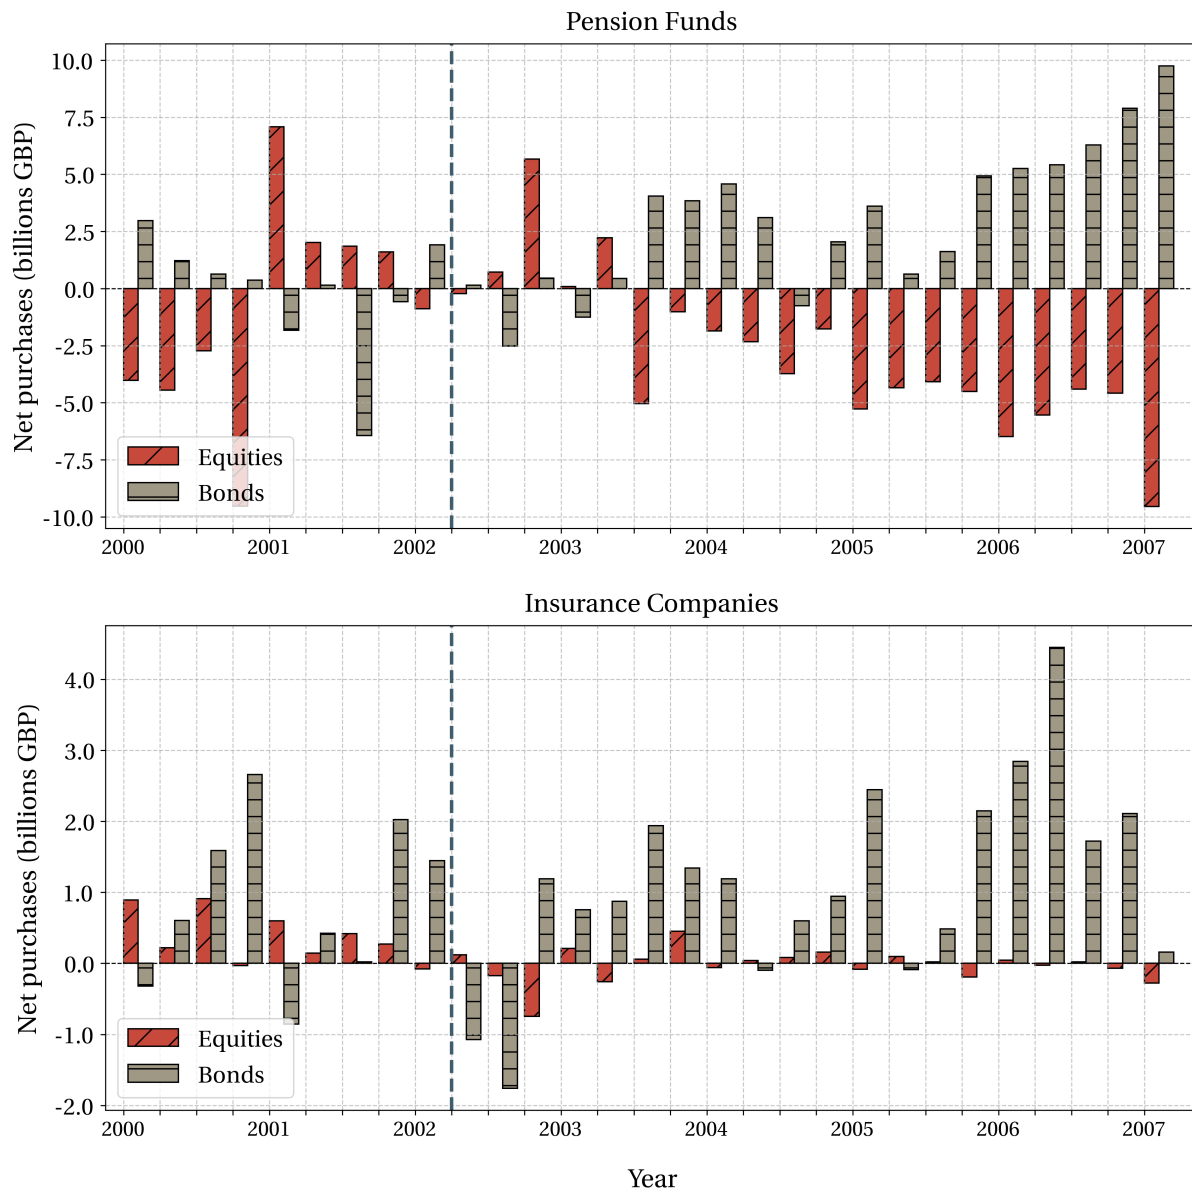 Pension Funds
Net purchases (billions GBP)
10.0
7.5
5.0
2.5
0.0
-2.5
-5.0
-7.5
-10.0
Equities
Bonds
2000 2001 2002 2003 2004 2005 2006 2007
Insurance Companies
Net purchases (billions GBP)
4.0
3.0
2.0
1.0
0.0
-1.0
-2.0
Equities
Bonds
2000 2001 2002 2003 2004 2005 2006 2007
Year